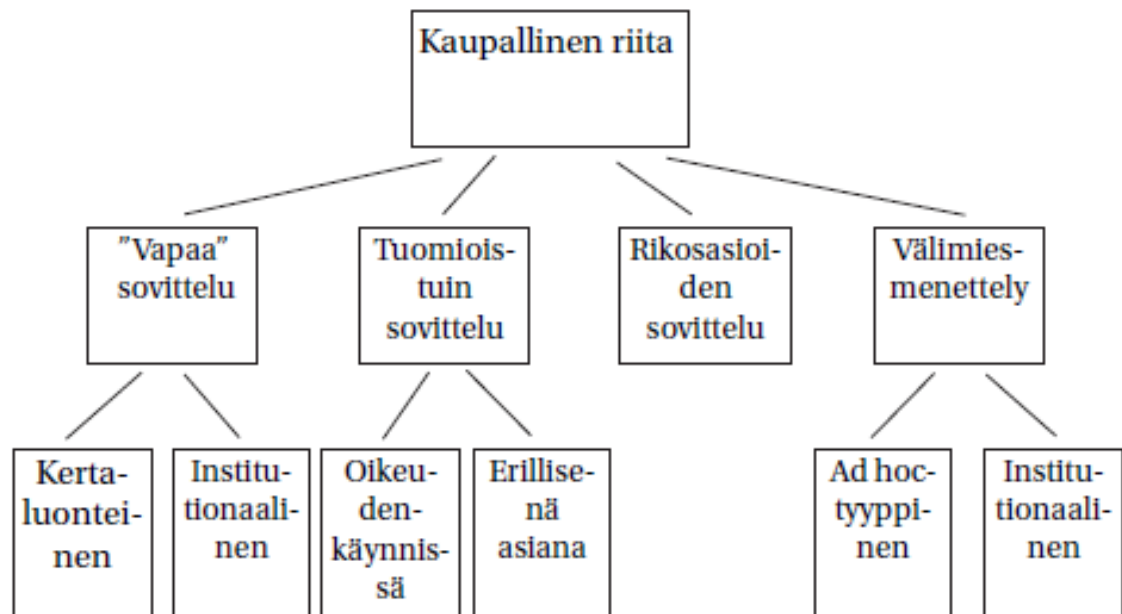 Kaupallinen riita
”Vapaa”
sovittelu
Tuomiois-
tuin
sovittelu
Rikosasioi
den
sovittelu
Välimies-
menettely
Kerta-
luontei-
nen
Institu-
tionaali-
nen
Oikeu-
den-
käynnis-
sä
Erillise-
nä
asiana
Ad hoc-
tyyppi-
nen
Institu-
tionaali-
nen